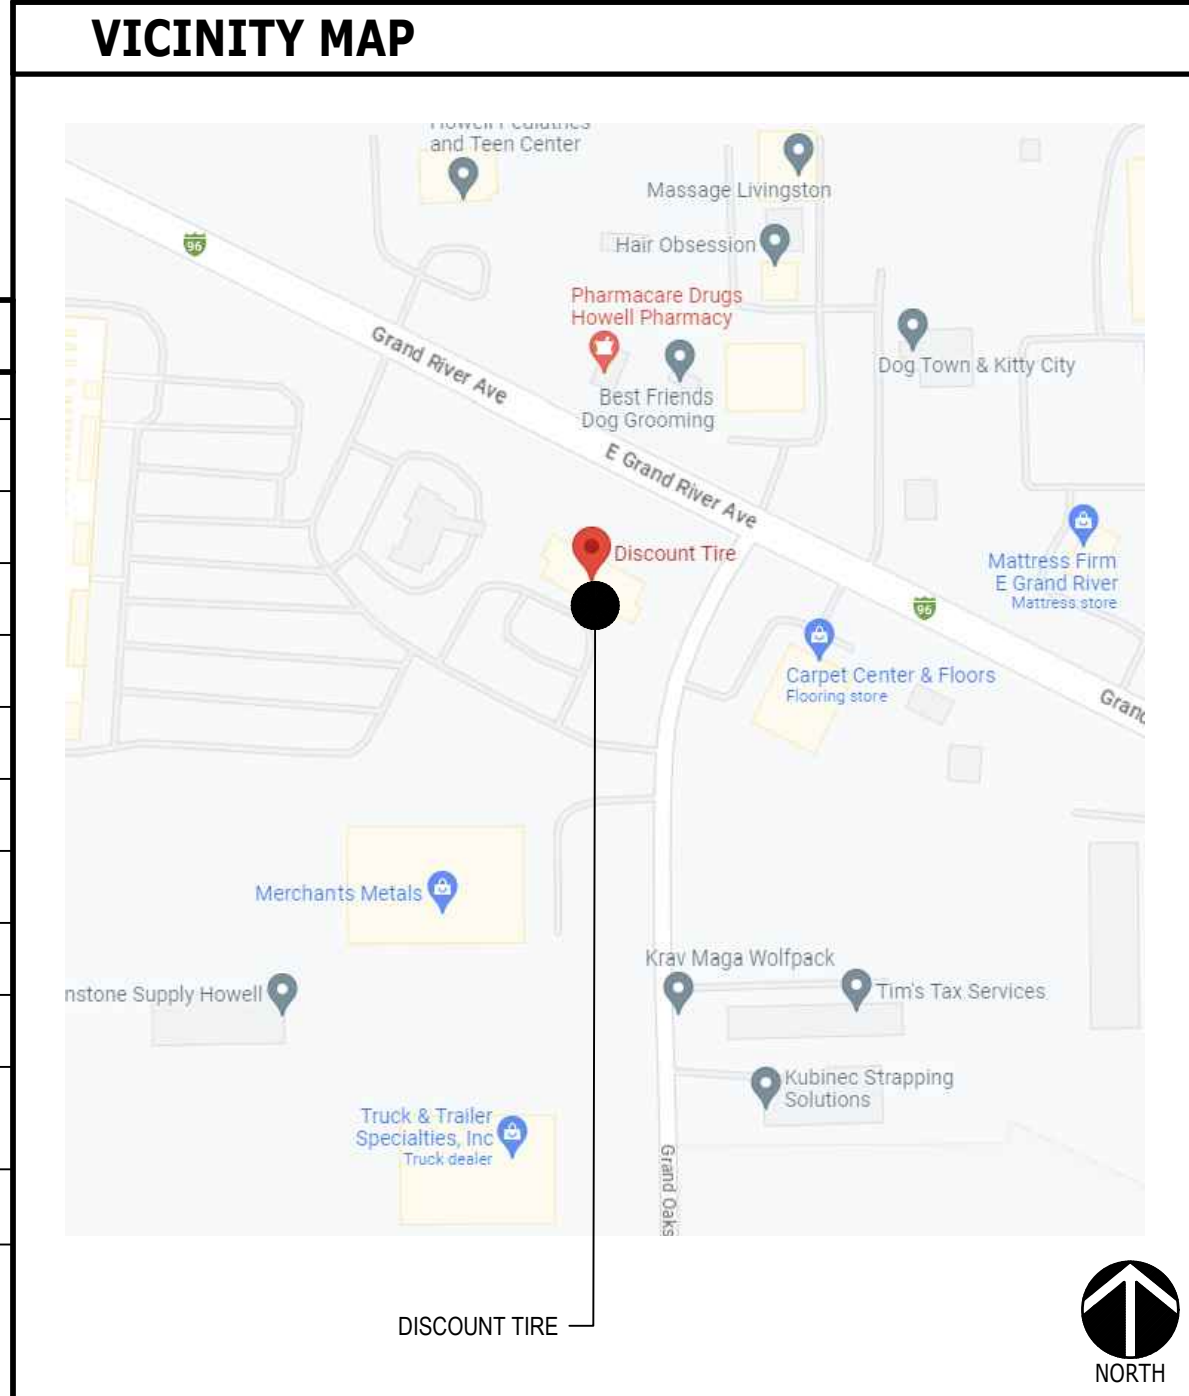 VICINITY MAP
Howell Pediatrics
and Teen Center
Massage Livingston
Hair Obsession
96
Pharmacare Drugs
Howell Pharmacy
Grand River Ave
Dog Town & Kitty City
Best Friends
Dog Grooming
E Grand River Ave
Discount Tire
Mattress Firm
E Grand River
Mattress store
96
Carpet Center & Floors
Flooring store
Grand
Merchants Metals
Krav Maga Wolfpack
nstone Supply Howell
Tim's Tax Services
Kubinec Strapping
Solutions
Truck & Trailer
Specialties, Inc
Truck dealer
Grand Oaks
DISCOUNT TIRE
NORTH